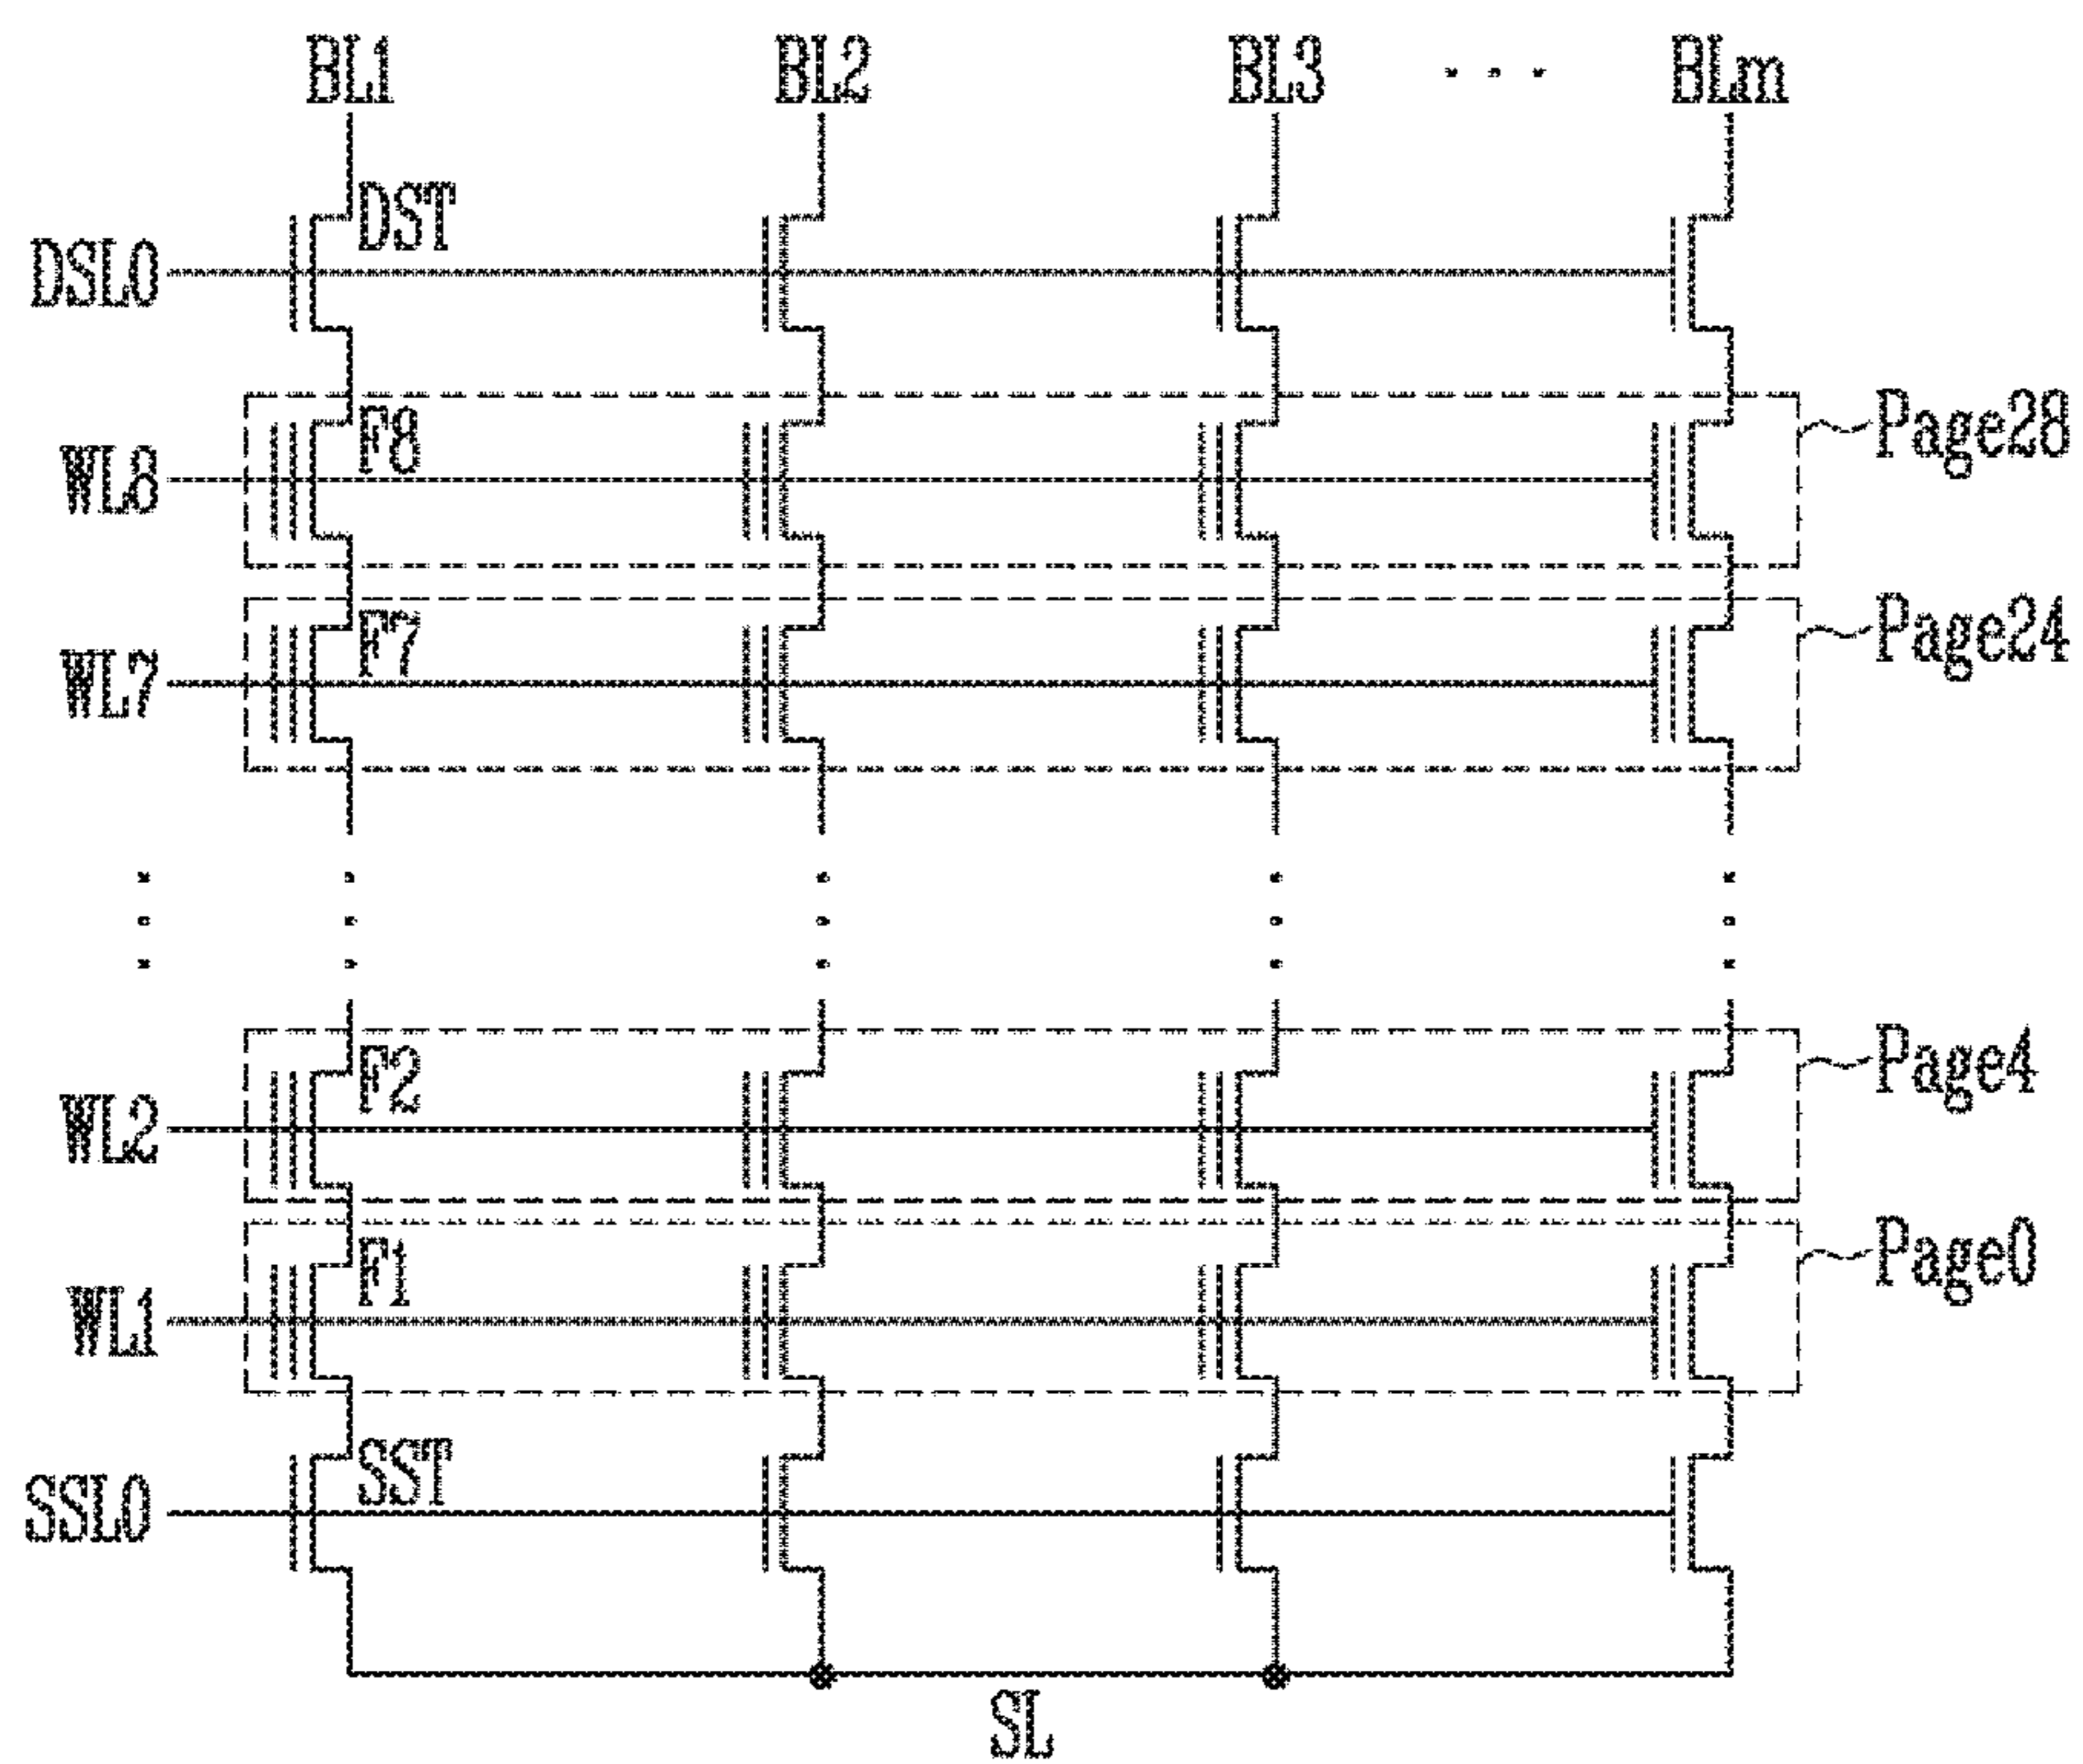 BL1 BL2 BL3 ... BLm
DST
DSL0
F8
WL8
Page28
F7
WL7
Page24
F2
WL2
Page4
F1
WL1
Page0
SST
SSL0
SL